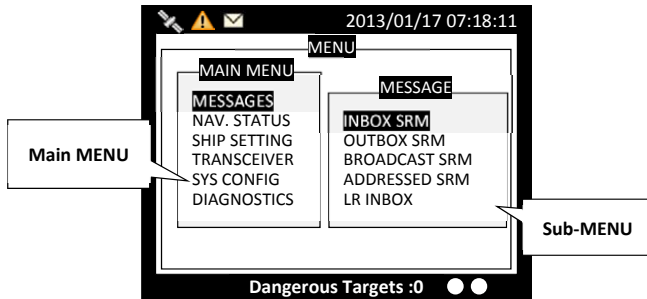 2013/01/17 07:18:11
MENU
MAIN MENU
MESSAGES
NAV. STATUS
SHIP SETTING
TRANSCEIVER
SYS CONFIG
DIAGNOSTICS
MESSAGE
INBOX SRM
OUTBOX SRM
BROADCAST SRM
ADDRESSED SRM
LR INBOX
Main MENU
Sub-MENU
Dangerous Targets :0